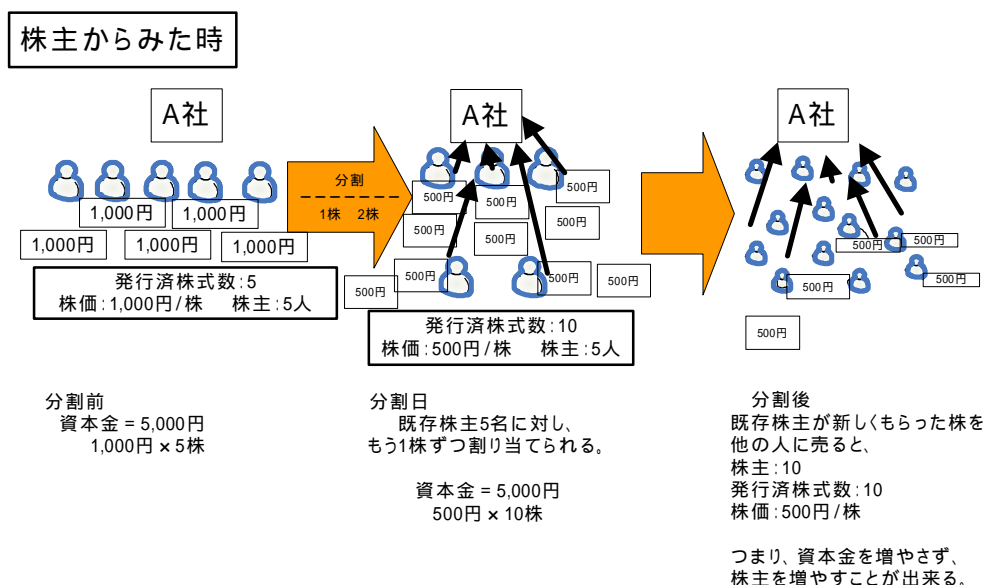 株主からみた時
A社
1,000円
1,000円
1,000円
1,000円
1,000円
発行済株式数:5
株価:1,000円/株 株主:5人
分割前
資本金=5,000円
1,000円×5株
分割
1株 2株
A社
500円
500円
500円
500円
500円
500円
500円
500円
500円
500円
発行済株式数:10
株価:500円/株 株主:5人
分割日
既存株主5名に対し、
もう1株ずつ割り当てられる。
資本金=5,000円
500円×10株
A社
500円
500円
500円
500円
500円
分割後
既存株主が新しくもらった株を
他の人に売ると、
株主:10
発行済株式数:10
株価:500円/株
つまり、資本金を増やさず、
株主を増やすことが出来る。